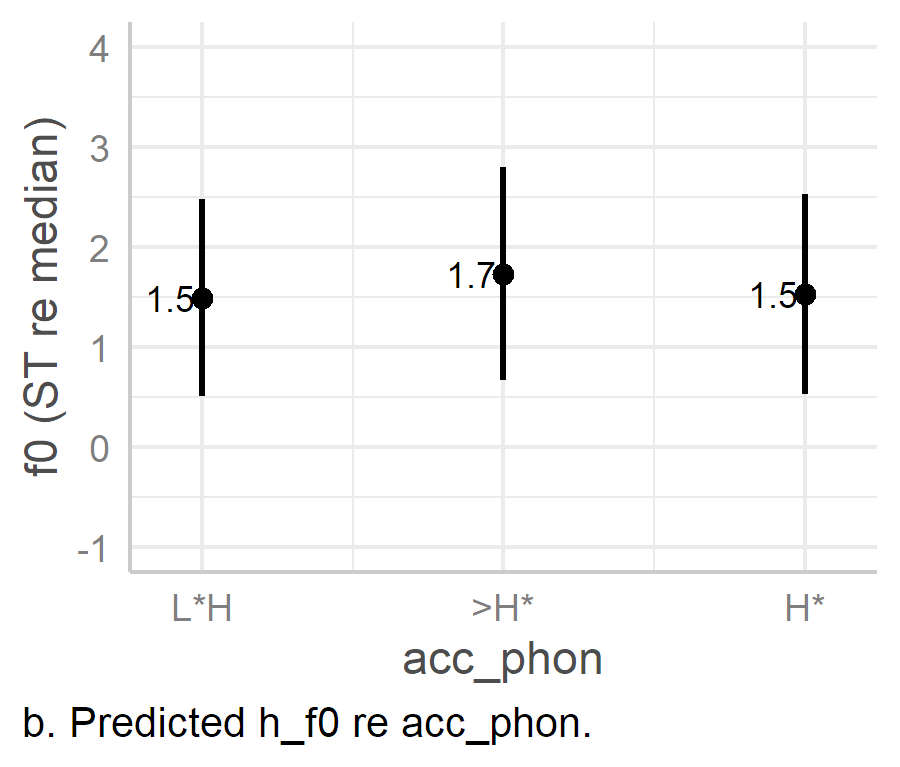 f0 (ST re median)
4
3
2
1
0
-1
1.5
1.7
1.5
L*H
>H*
H*
acc_phon
b. Predicted h_f0 re acc_phon.